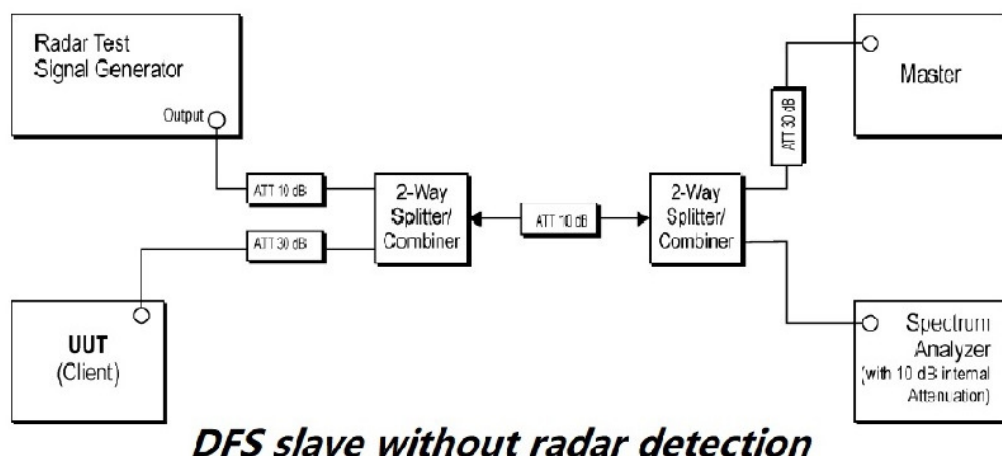 Radar Test
Signal Generator
Output
Master
ATT 30 dB
ATT 10 dB
2-Way
Splitter/
Combiner
ATT 10 dB
2-Way
Splitter/
Combiner
ATT 30 dB
UUT
(Client)
Spectrum
Analyzer
(with 10 dB internal
Attenuation)
DFS slave without radar detection